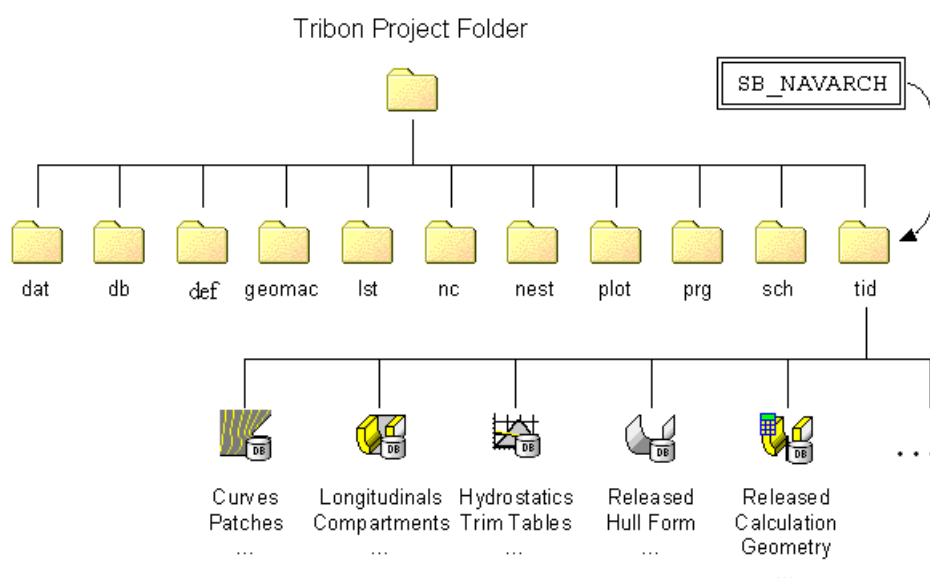 Tribon Project Folder
SB_NAVARCH
dat db def geomac lst nc nest plot prg sch tid
DB DB DB DB DB
. . .
Curves Longitudinals Hydrostatics Released Released
Patches Compartments Trim Tables Hull Form Calculation
... ... ... ... Geometry
...